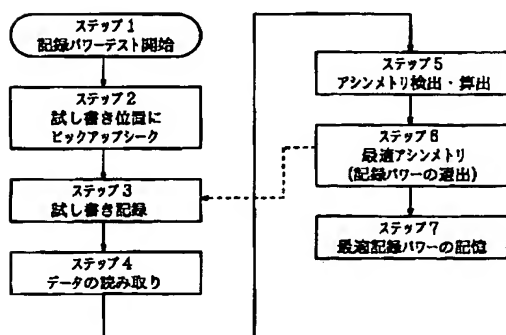 ステップ1
記録パワーテスト開始
ステップ2
試し書き位置に
ピックアップシーク
ステップ3
試し書き記録
ステップ4
データの読み取り
ステップ5
アシンメトリ検出・算出
ステップ6
最適アシンメトリ
(記録パワーの選出)
ステップ7
最適記録パワーの記憶